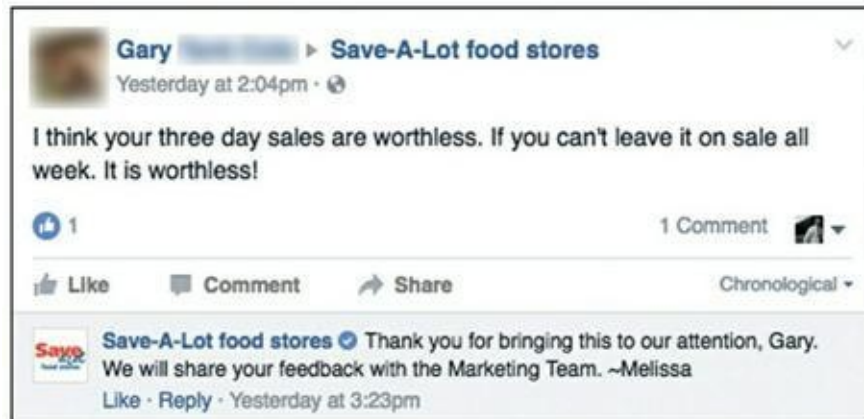 Gary ▸ Save-A-Lot food stores
Yesterday at 2:04pm ·
I think your three day sales are worthless. If you can't leave it on sale all
week. It is worthless!
1
1 Comment
Like Comment Share Chronological
Save-A-Lot food stores Thank you for bringing this to our attention, Gary.
We will share your feedback with the Marketing Team. ~Melissa
Save
Like · Reply · Yesterday at 3:23pm